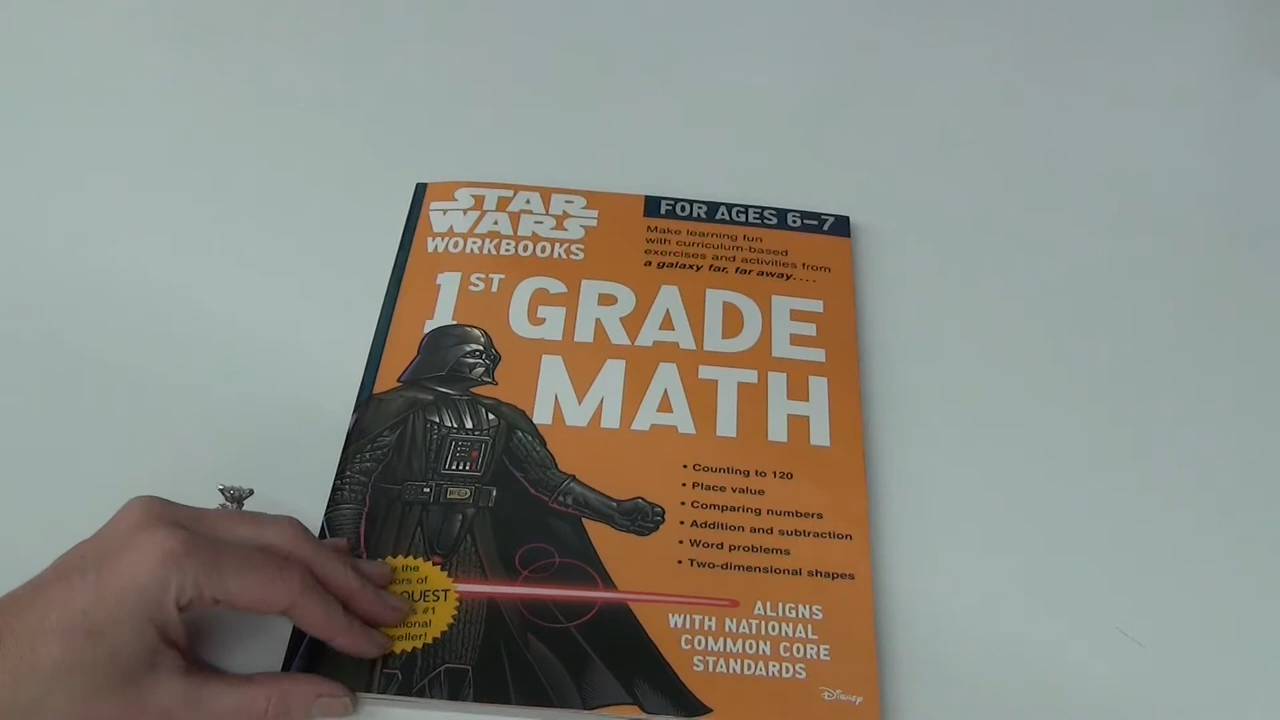 STAR
WARS
WORKBOOKS
FOR AGES 6–7
Make learning fun
with curriculum-based
exercises and activities from
a galaxy far, far away....
1ST GRADE
MATH
• Counting to 120
• Place value
• Comparing numbers
• Addition and subtraction
• Word problems
• Two-dimensional shapes
the
QUEST
#1
ALIGNS
WITH NATIONAL
COMMON CORE
STANDARDS
Disney